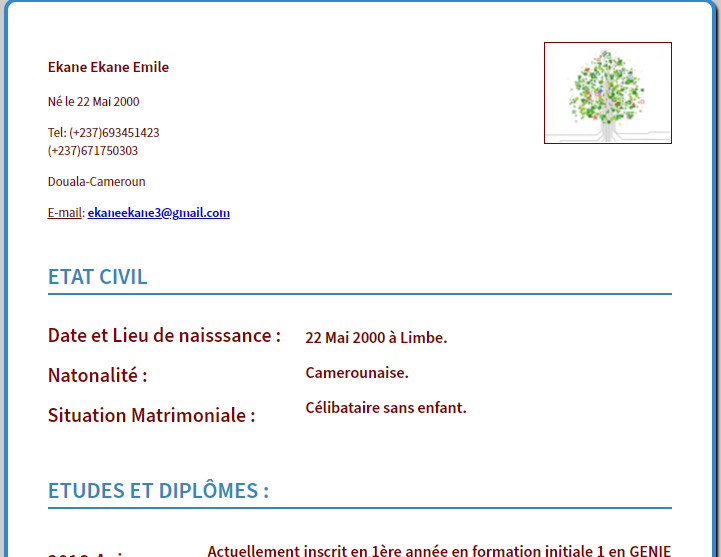 Ekane Ekane Emile
Né le 22 Mai 2000
Tel: (+237)693451423
(+237)671750303
Douala-Cameroun
E-mail: ekaneekane3@gmail.com
ETAT CIVIL
Date et Lieu de naisssance : 22 Mai 2000 à Limbe.
Natonalité : Camerounaise.
Situation Matrimoniale : Célibataire sans enfant.
ETUDES ET DIPLÔMES :
Actuellement inscrit en 1ère année en formation initiale 1 en GENIE